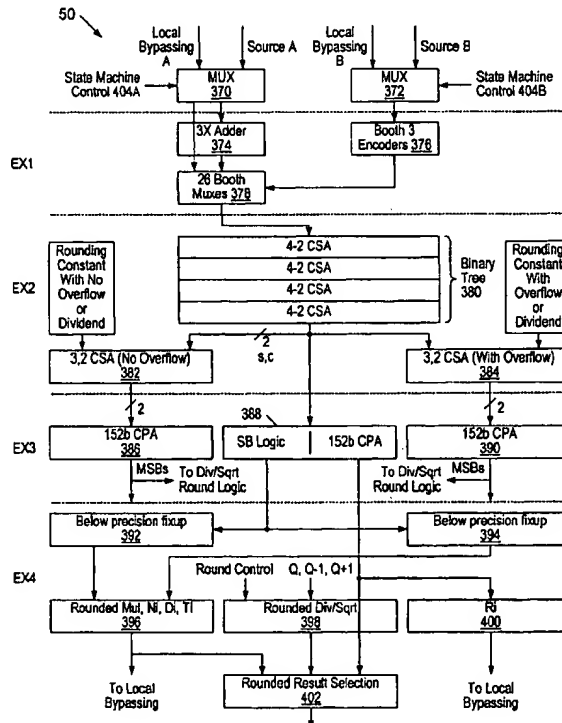 50
Local
Bypassing
A
Source A
Local
Bypassing
B
Source B
State Machine
Control 404A
MUX
370
MUX
372
State Machine
Control 404B
EX1
3X Adder
374
Booth 3
Encoders 376
26 Booth
Muxes 378
EX2
Rounding
Constant
With No
Overflow
or
Dividend
4-2 CSA
4-2 CSA
4-2 CSA
4-2 CSA
Binary
Tree
380
Rounding
Constant
With
Overflow
or
Dividend
2
s,c
3,2 CSA (No Overflow)
382
3,2 CSA (With Overflow)
384
2
388
2
EX3
152b CPA
386
SB Logic
152b CPA
152b CPA
390
MSBs
To Div/Sqrt
Round Logic
MSBs
To Div/Sqrt
Round Logic
EX4
Below precision fixup
392
Below precision fixup
394
Round Control
Q, Q-1, Q+1
Rounded Mul, Ni, Di, Ti
396
Rounded Div/Sqrt
398
Ri
400
To Local
Bypassing
Rounded Result Selection
402
To Local
Bypassing